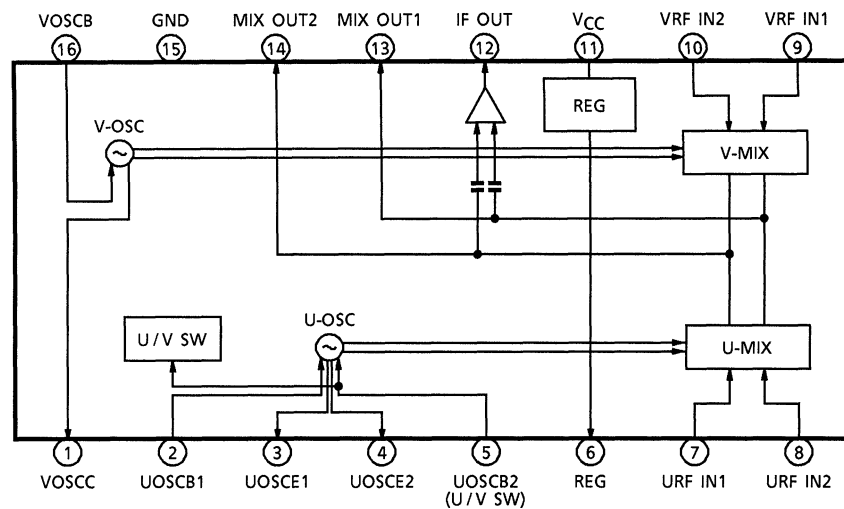 VOSCB GND MIX OUT2 MIX OUT1 IF OUT VCC VRF IN2 VRF IN1
16 15 14 13 12 11 10 9
REG
V-OSC
~
V-MIX
U-OSC
U/V SW
~
U-MIX
1 2 3 4 5 6 7 8
VOSCC UOSCB1 UOSCE1 UOSCE2 UOSCB2 REG URF IN1 URF IN2
(U/V SW)